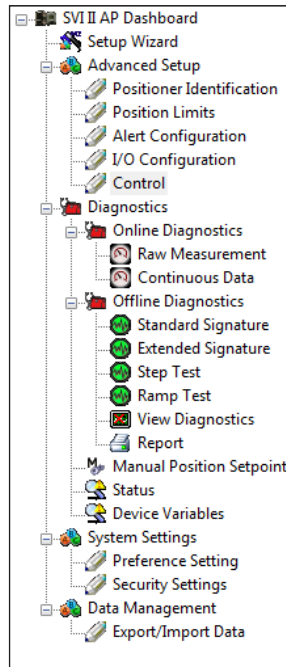 SVI II AP Dashboard
Setup Wizard
Advanced Setup
Positioner Identification
Position Limits
Alert Configuration
I/O Configuration
Control
Diagnostics
Online Diagnostics
Raw Measurement
Continuous Data
Offline Diagnostics
Standard Signature
Extended Signature
Step Test
Ramp Test
View Diagnostics
Report
Manual Position Setpoint
Status
Device Variables
System Settings
Preference Setting
Security Settings
Data Management
Export/Import Data